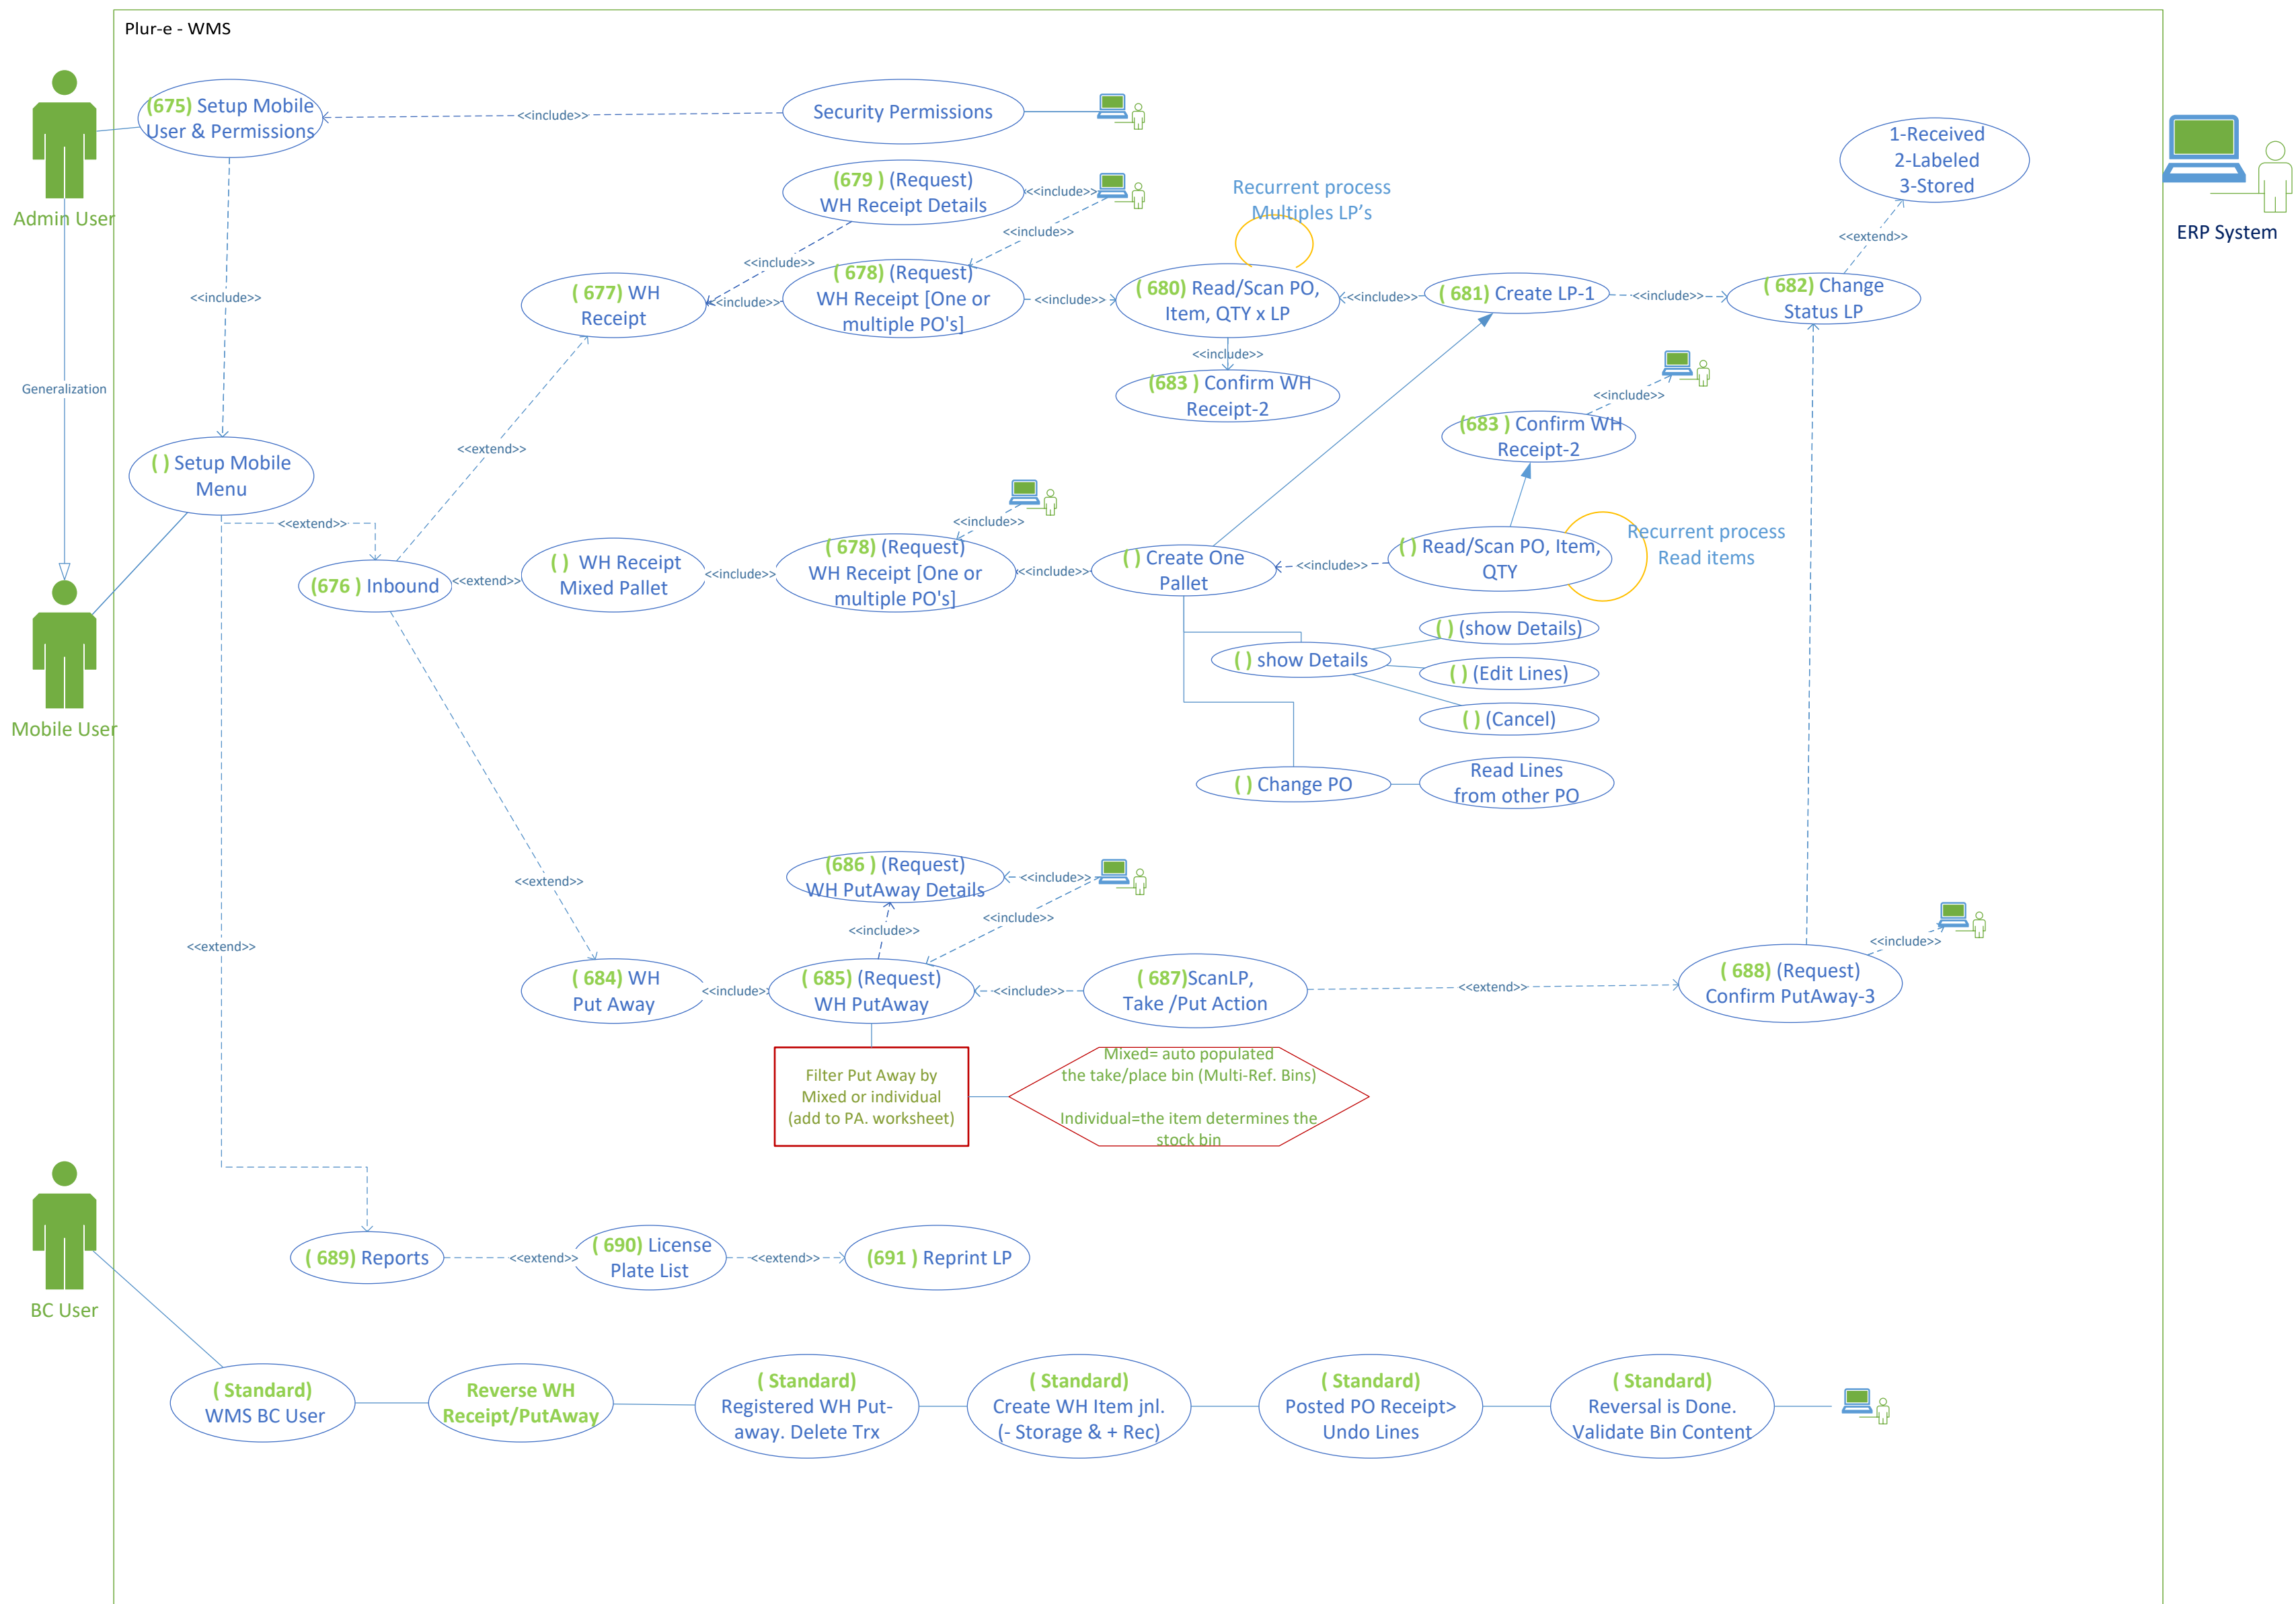 Plur-e - WMS
Admin User
Generalization
Mobile User
BC User
ERP System
(675) Setup Mobile
User & Permissions
<<include>>
Security Permissions
<<include>>
( ) Setup Mobile
Menu
<<extend>>
(676 ) Inbound
<<extend>>
( 677) WH
Receipt
<<include>>
<<include>>
(679 ) (Request)
WH Receipt Details
<<include>>
<<include>>
( 678) (Request)
WH Receipt [One or
multiple PO's]
<<include>>
Recurrent process
Multiples LP’s
( 680) Read/Scan PO,
Item, QTY x LP
<<include>>
(683 ) Confirm WH
Receipt-2
<<include>>
( 681) Create LP-1
<<include>>
( 682) Change
Status LP
<<extend>>
1-Received
2-Labeled
3-Stored
<<include>>
(683 ) Confirm WH
Receipt-2
<<extend>>
( ) WH Receipt
Mixed Pallet
<<include>>
( 678) (Request)
WH Receipt [One or
multiple PO's]
<<include>>
<<include>>
( ) Create One
Pallet
<<include>>
( ) Read/Scan PO, Item,
QTY
Recurrent process
Read items
( ) show Details
( ) (show Details)
( ) (Edit Lines)
( ) (Cancel)
( ) Change PO
Read Lines
from other PO
<<extend>>
( 684) WH
Put Away
<<include>>
(686 ) (Request)
WH PutAway Details
<<include>>
<<include>>
<<include>>
( 685) (Request)
WH PutAway
<<include>>
( 687)ScanLP,
Take /Put Action
<<extend>>
( 688) (Request)
Confirm PutAway-3
<<include>>
Filter Put Away by
Mixed or individual
(add to PA. worksheet)
Mixed= auto populated
the take/place bin (Multi-Ref. Bins)
Individual=the item determines the
stock bin
<<extend>>
( 689) Reports
<<extend>>
( 690) License
Plate List
<<extend>>
(691 ) Reprint LP
( Standard)
WMS BC User
Reverse WH
Receipt/PutAway
( Standard)
Registered WH Put-
away. Delete Trx
( Standard)
Create WH Item jnl.
(- Storage & + Rec)
( Standard)
Posted PO Receipt>
Undo Lines
( Standard)
Reversal is Done.
Validate Bin Content